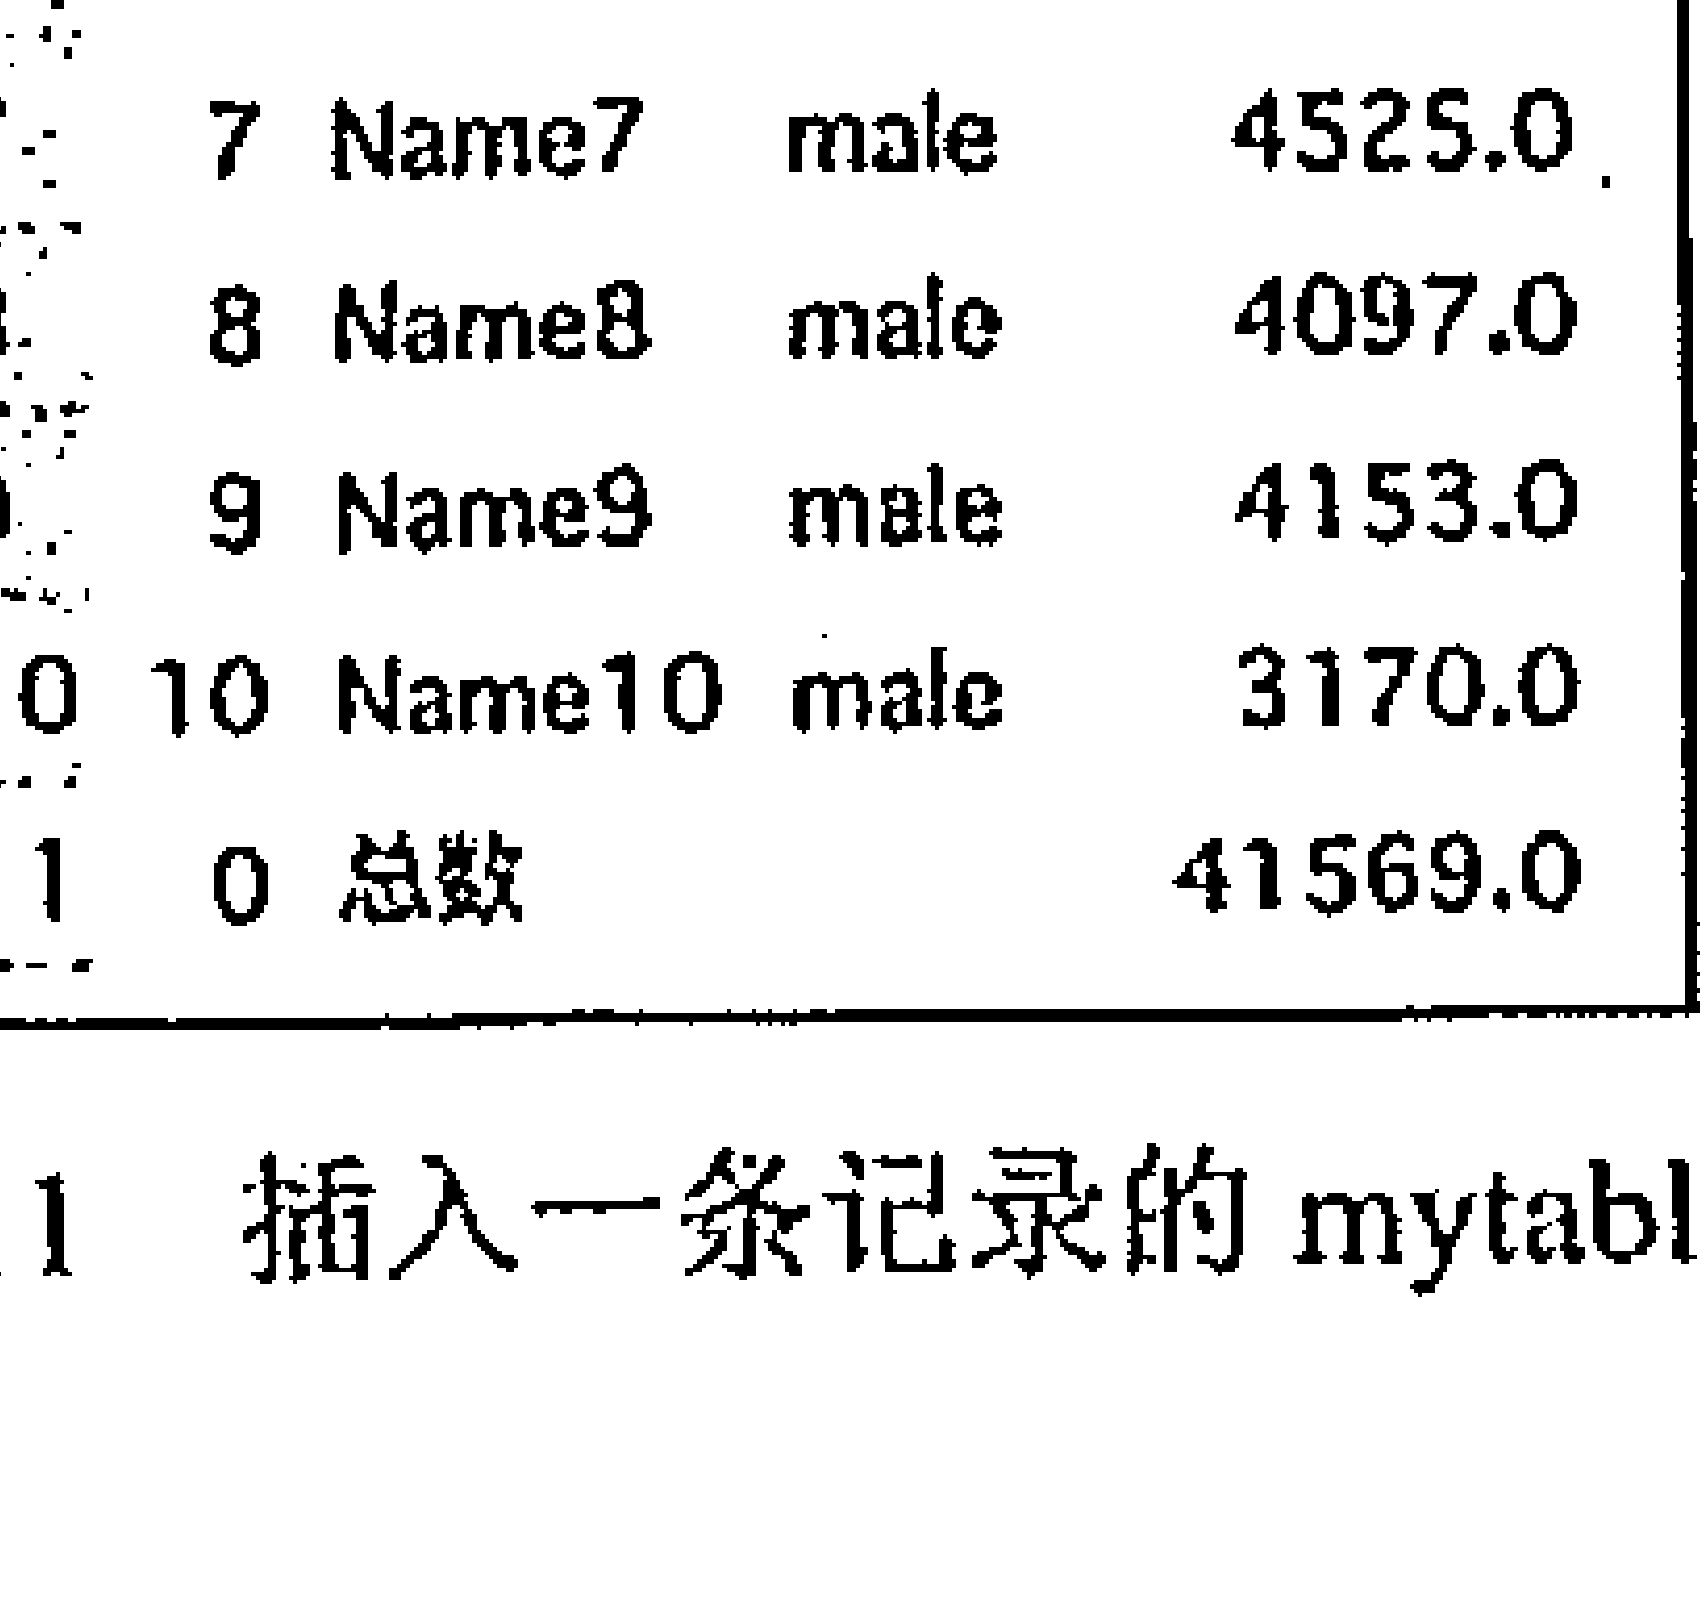 7 Name7 male 4525.0
8 Name8 male 4097.0
9 Name9 male 4153.0
0 10 Name10 male 3170.0
1 0 总数 41569.0
1 插入一条记录的 mytabl